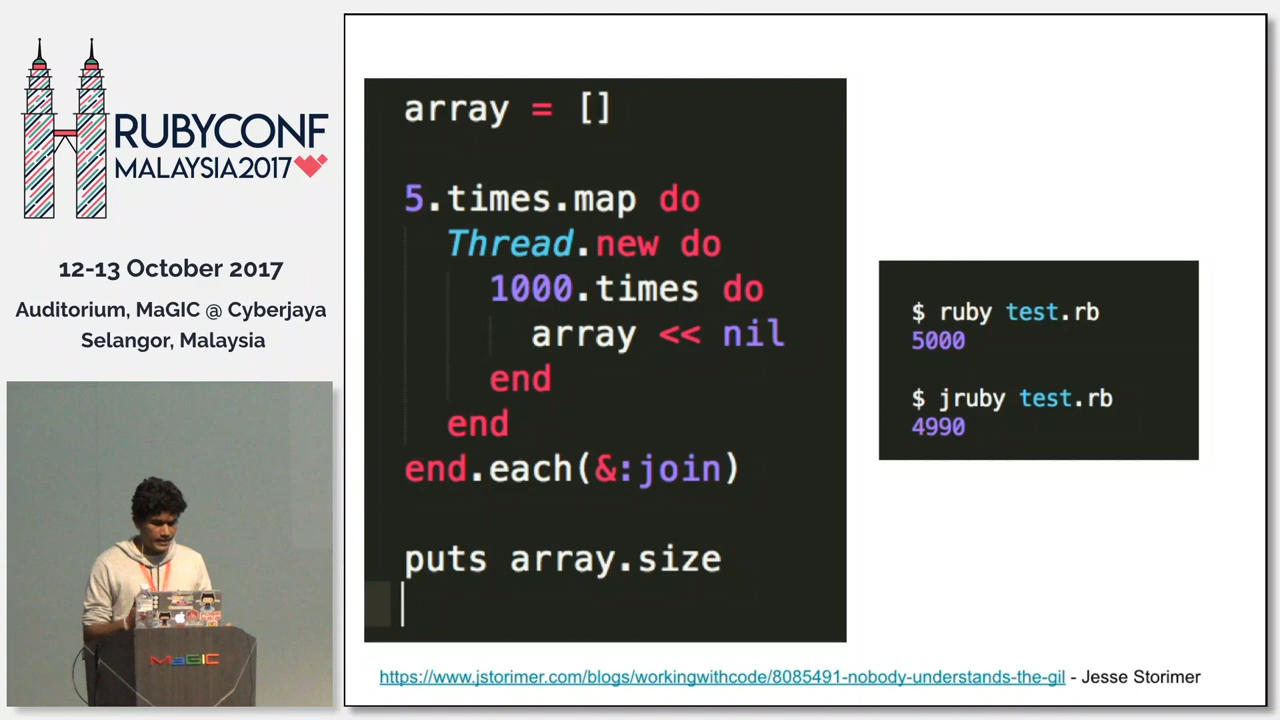 RUBYCONF
MALAYSIA2017
12-13 October 2017
Auditorium, MaGIC @ Cyberjaya
Selangor, Malaysia
MaGIC
array = []
5.times.map do
Thread.new do
1000.times do
array << nil
end
end
end.each(&:join)
puts array.size
$ ruby test.rb
5000
$ jruby test.rb
4990
https://www.jstorimer.com/blogs/workingwithcode/8085491-nobody-understands-the-gil - Jesse Storimer